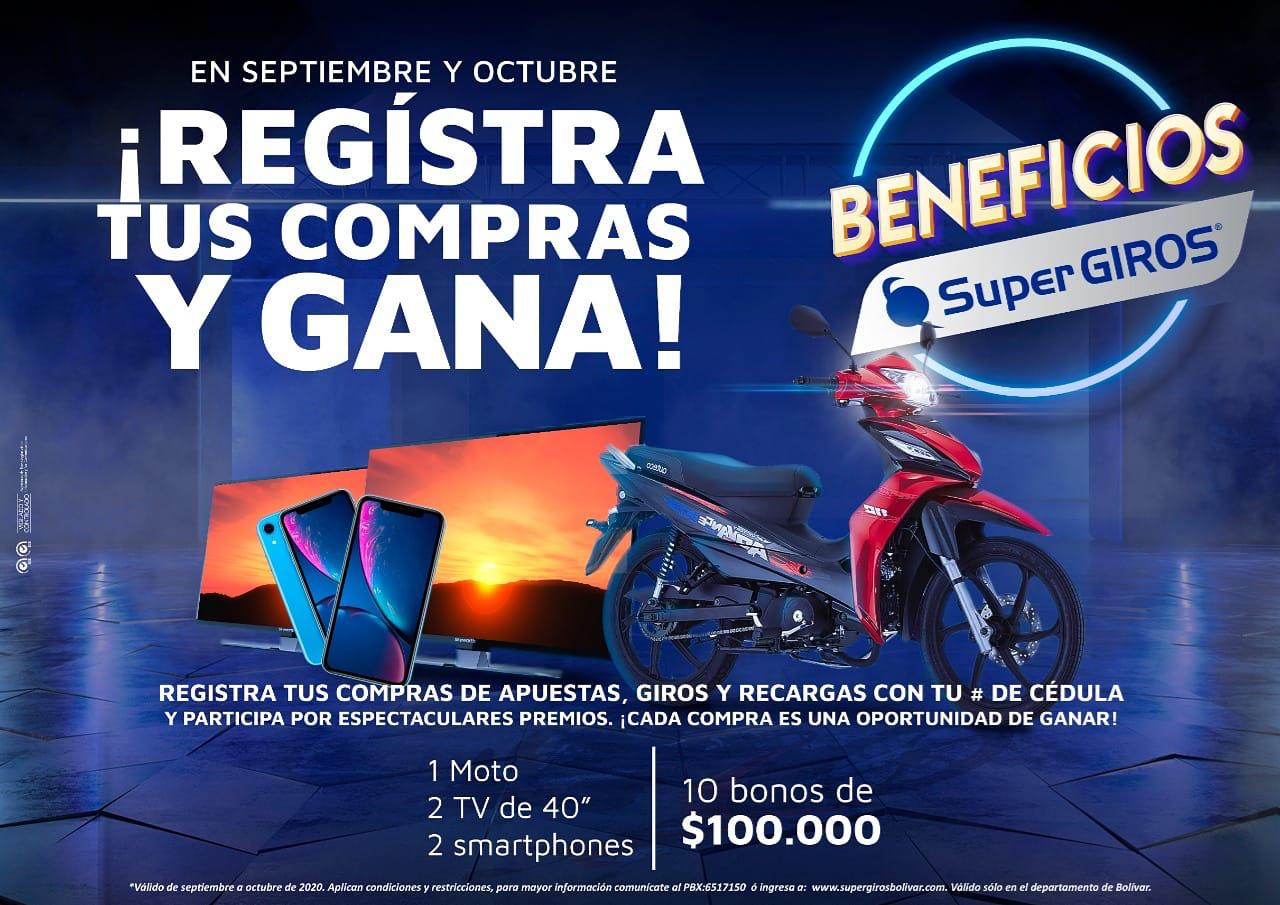 EN SEPTIEMBRE Y OCTUBRE
¡REGÍSTRA
TUS COMPRAS
Y GANA!
BENEFICIOS
SuperGIROS®
VIGILADO Y
CONTROLADO
REGISTRA TUS COMPRAS DE APUESTAS, GIROS Y RECARGAS CON TU # DE CÉDULA
Y PARTICIPA POR ESPECTACULARES PREMIOS. ¡CADA COMPRA ES UNA OPORTUNIDAD DE GANAR!
1 Moto
2 TV de 40”
2 smartphones
10 bonos de
$100.000
*Válido de septiembre a octubre de 2020. Aplican condiciones y restricciones, para mayor información comunícate al PBX:6517150 ó ingresa a: www.supergirosbolivar.com. Válido sólo en el departamento de Bolívar.